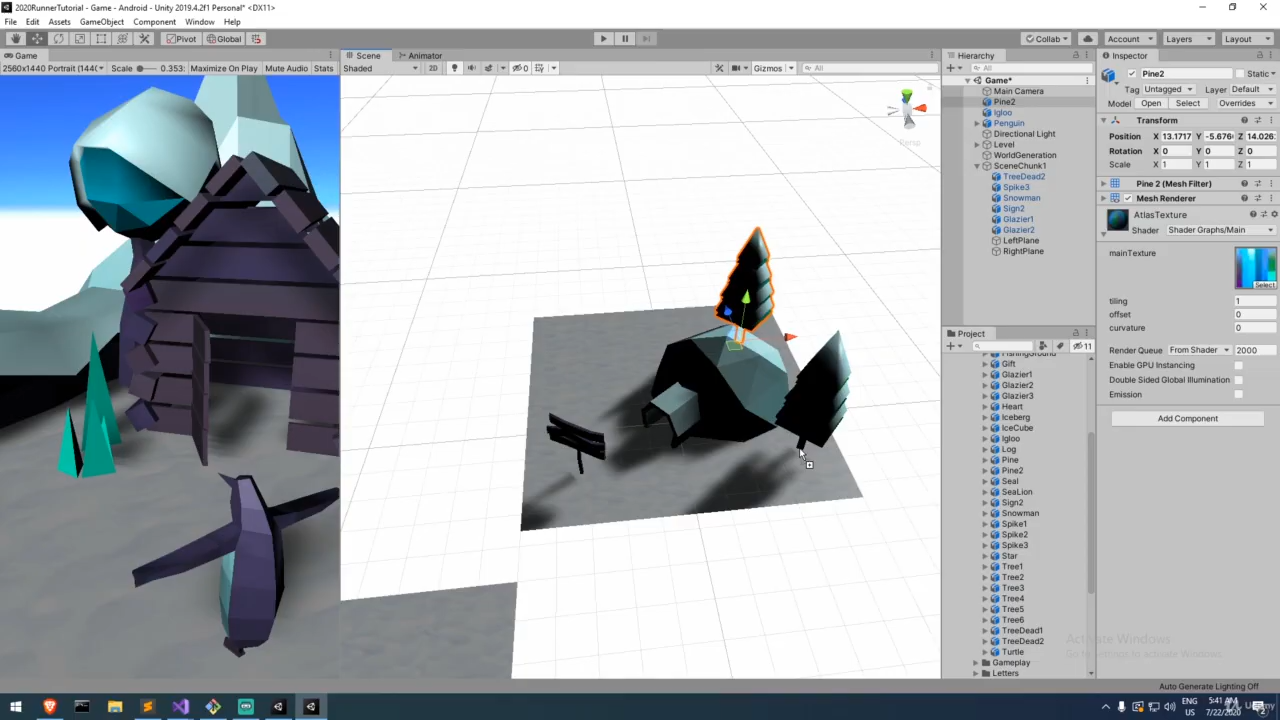 2020RunnerTutorial - Game - Android - Unity 2019.4.2f1 Personal* <DX11>
File Edit Assets GameObject Component Window Help
Pivot Global Collab Account Layers Layout
Game Scene Animator Hierarchy Inspector
2560x1440 Portrait (144( Scale 0.353: Maximize On Play Mute Audio Stats Shaded 2D 0 Gizmos All All
Pine2 Static
Game*
Tag Untagged Layer Default
Main Camera
Pine2
Model Open Select Overrides
Igloo
Transform
Penguin
Directional Light
Position X 13.1717 Y -5.676 Z 14.026
Level
Rotation X 0 Y 0 Z 0
WorldGeneration
Scale X 1 Y 1 Z 1
SceneChunk1
TreeDead2
Pine 2 (Mesh Filter)
Spike3
Mesh Renderer
Snowman
Sign2
AtlasTexture
Glazier1
Shader Shader Graphs/Main
Glazier2
LeftPlane
RightPlane
mainTexture
Select
tiling 1
offset 0
curvature 0
Persp
Project
11
Render Queue From Shader 2000
Enable GPU Instancing
Double Sided Global Illumination
Emission
Add Component
FishingGround
Gift
Glazier1
Glazier2
Glazier3
Heart
Iceberg
IceCube
Igloo
Log
Pine
Pine2
Seal
SeaLion
Sign2
Snowman
Spike1
Spike2
Spike3
Star
Tree1
Tree2
Tree3
Tree4
Tree5
Tree6
TreeDead1
TreeDead2
Turtle
Gameplay
Letters
Activate Windows
Go to Settings to activate Windows.
Auto Generate Lighting Off
ENG
US
5:41 AM
7/22/2020
2
Udemy